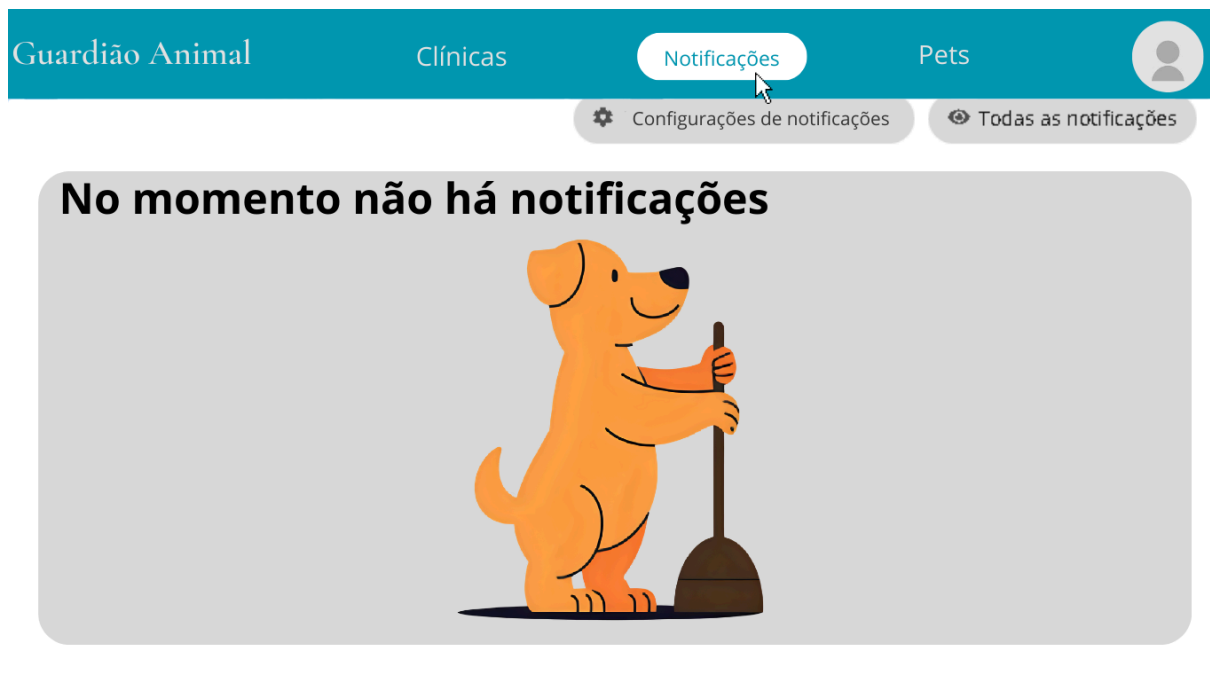 Guardião Animal
Clínicas
Notificações
Pets
Configurações de notificações
Todas as notificações
No momento não há notificações